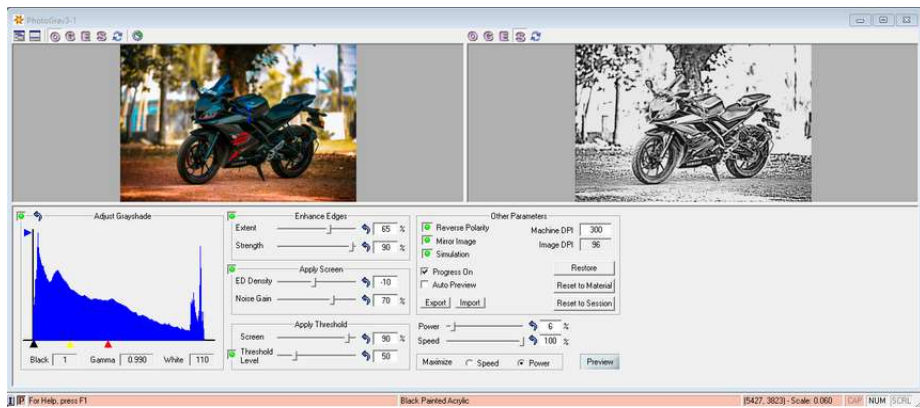 PhotoGrav3-1
Adjust Grayshade
Black 1 Gamma 0.990 White 110
Enhance Edges
Extent 65 %
Strength 90 %
Apply Screen
ED Density -10
Noise Gain 70 %
Apply Threshold
Screen 90 %
Threshold Level 50
Other Parameters
Reverse Polarity Machine DPI 300
Mirror Image Image DPI 96
Simulation
Progress On Restore
Auto Preview Reset to Material
Export Import Reset to Session
Power 6 %
Speed 100 %
Maximize Speed Power Preview
For Help, press F1 Black Painted Acrylic (5427, 3823) - Scale: 0.060 CAP NUM SCRL